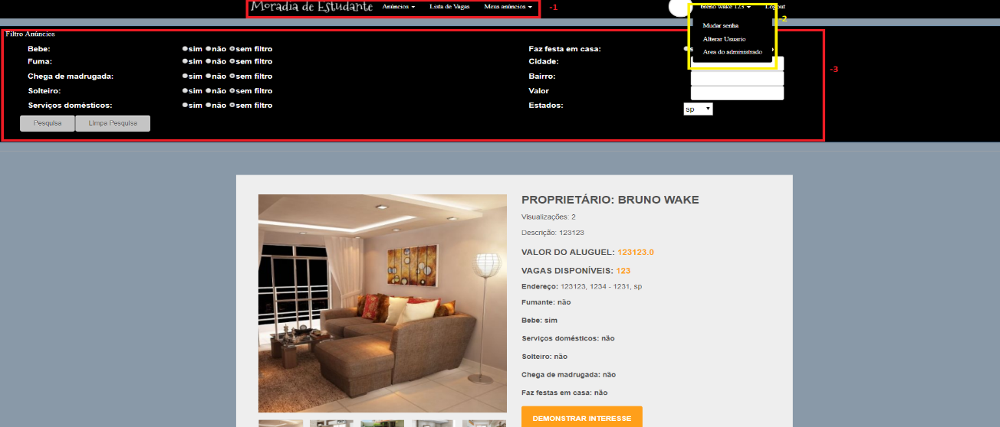 Moradia de Estudante Anúncios Lista de Vagas Meus anúncios -1 bruno wake 123 Logout
-2
Mudar senha
Alterar Usuario
Area do administrado
Filtro Anúncios
Bebe: sim não sem filtro Faz festa em casa:
Fuma: sim não sem filtro Cidade:
-3
Chega de madrugada: sim não sem filtro Bairro:
Solteiro: sim não sem filtro Valor
Serviços domésticos: sim não sem filtro Estados: sp
Pesquisa Limpa Pesquisa
PROPRIETÁRIO: BRUNO WAKE
Visualizações: 2
Descrição: 123123
VALOR DO ALUGUEL: 123123.0
VAGAS DISPONÍVEIS: 123
Endereço: 123123, 1234 - 1231, sp
Fumante: não
Bebe: sim
Serviços domésticos: não
Solteiro: não
Chega de madrugada: não
Faz festas em casa: não
DEMONSTRAR INTERESSE